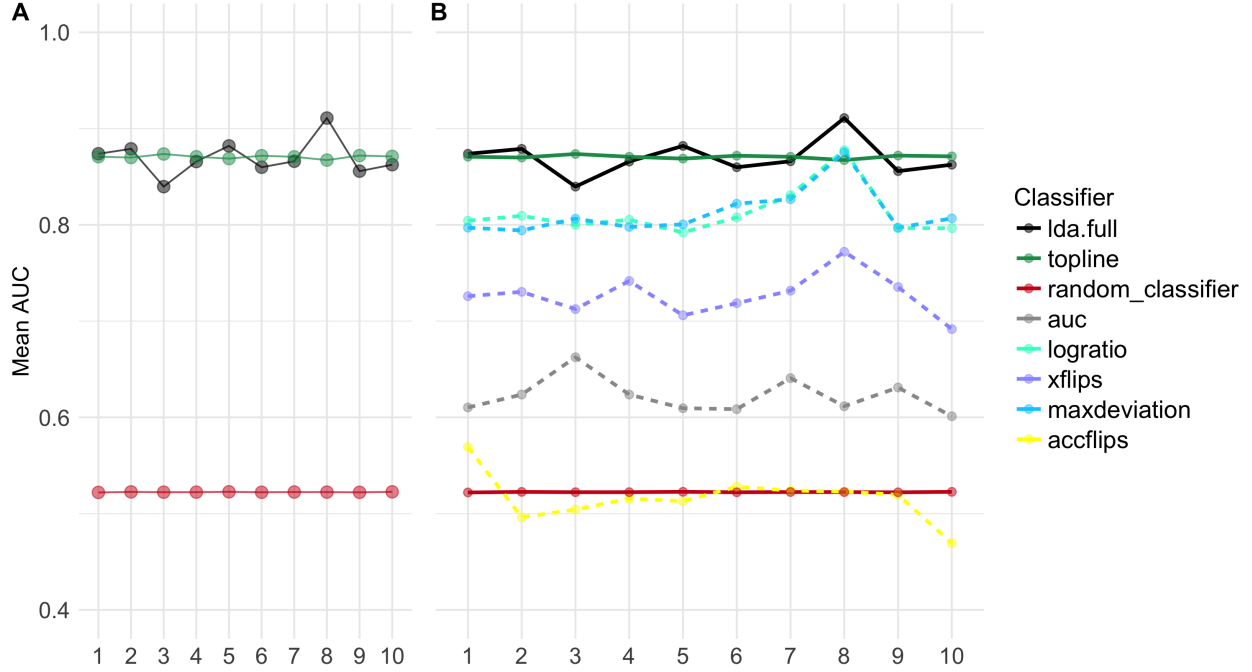 A
B
1.0
0.8
0.6
0.4
Mean AUC
1 2 3 4 5 6 7 8 9 10
1 2 3 4 5 6 7 8 9 10
Classifier
lda.full
topline
random_classifier
auc
logratio
xflips
maxdeviation
accflips